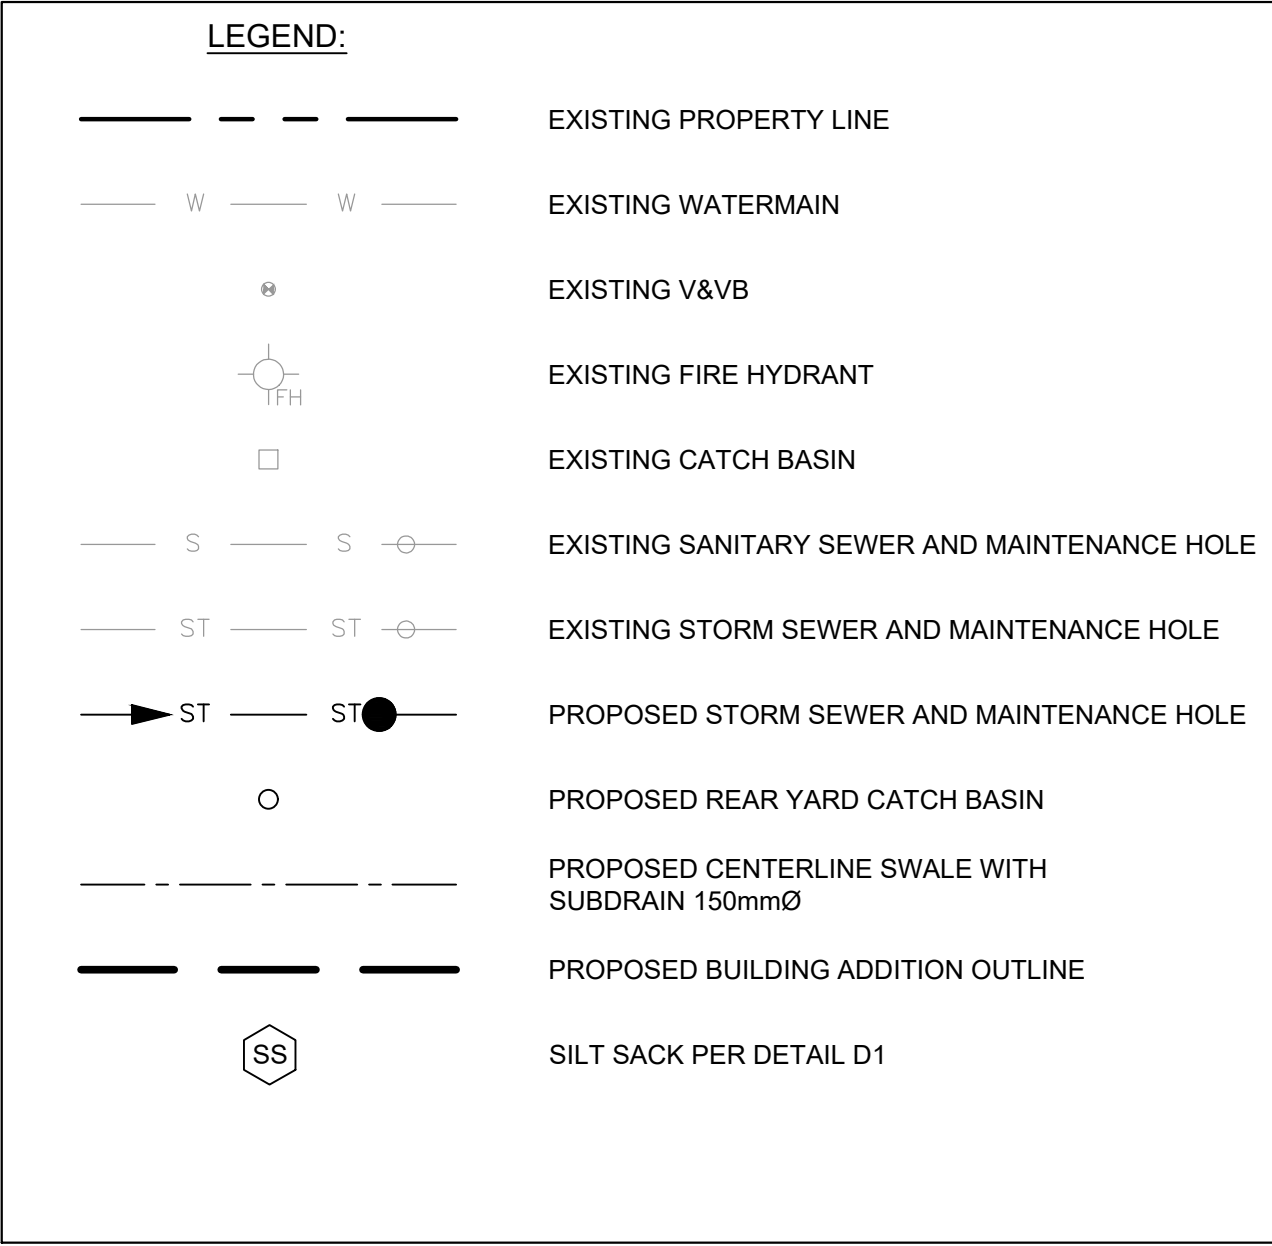 LEGEND:
EXISTING PROPERTY LINE
W W EXISTING WATERMAIN
EXISTING V&VB
FH EXISTING FIRE HYDRANT
EXISTING CATCH BASIN
S S EXISTING SANITARY SEWER AND MAINTENANCE HOLE
ST ST EXISTING STORM SEWER AND MAINTENANCE HOLE
ST ST PROPOSED STORM SEWER AND MAINTENANCE HOLE
PROPOSED REAR YARD CATCH BASIN
PROPOSED CENTERLINE SWALE WITH
SUBDRAIN 150mmØ
PROPOSED BUILDING ADDITION OUTLINE
SS SILT SACK PER DETAIL D1